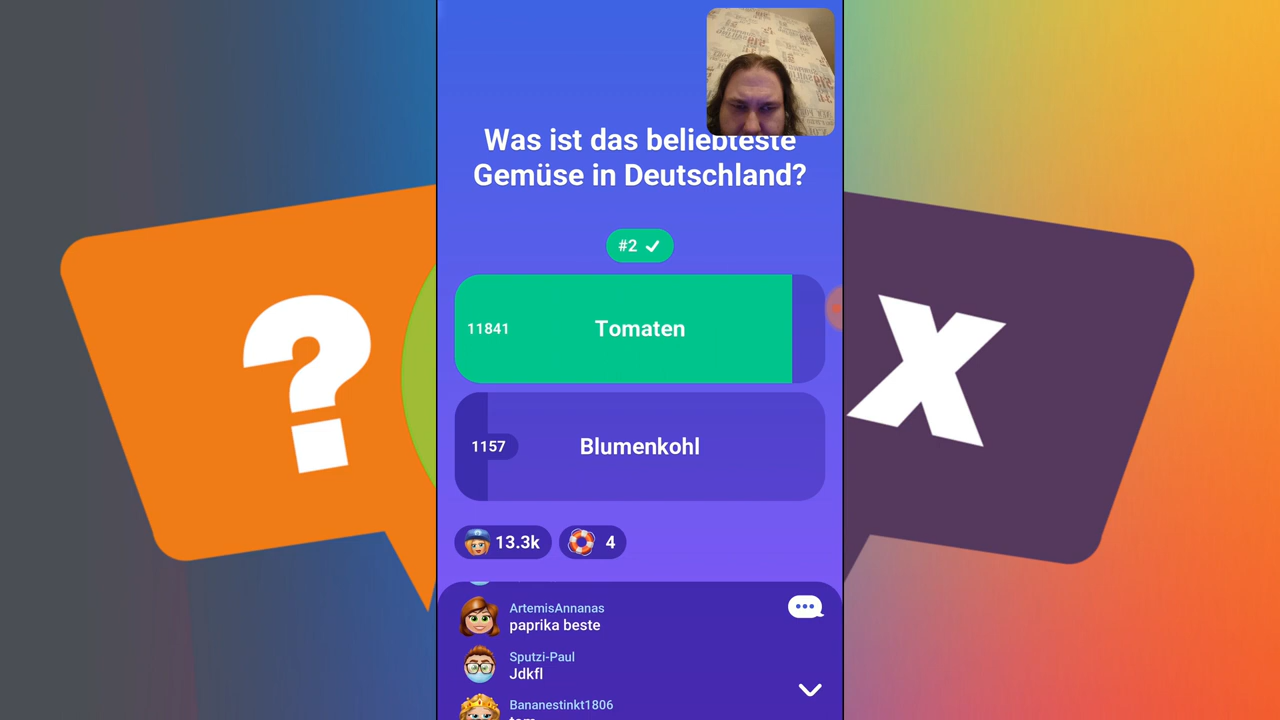 ?
x
Was ist das beliebteste
Gemüse in Deutschland?
#2
11841 Tomaten
1157 Blumenkohl
13.3k 4
ArtemisAnnanas
paprika beste
Sputzi-Paul
Jdkfl
Bananestinkt1806